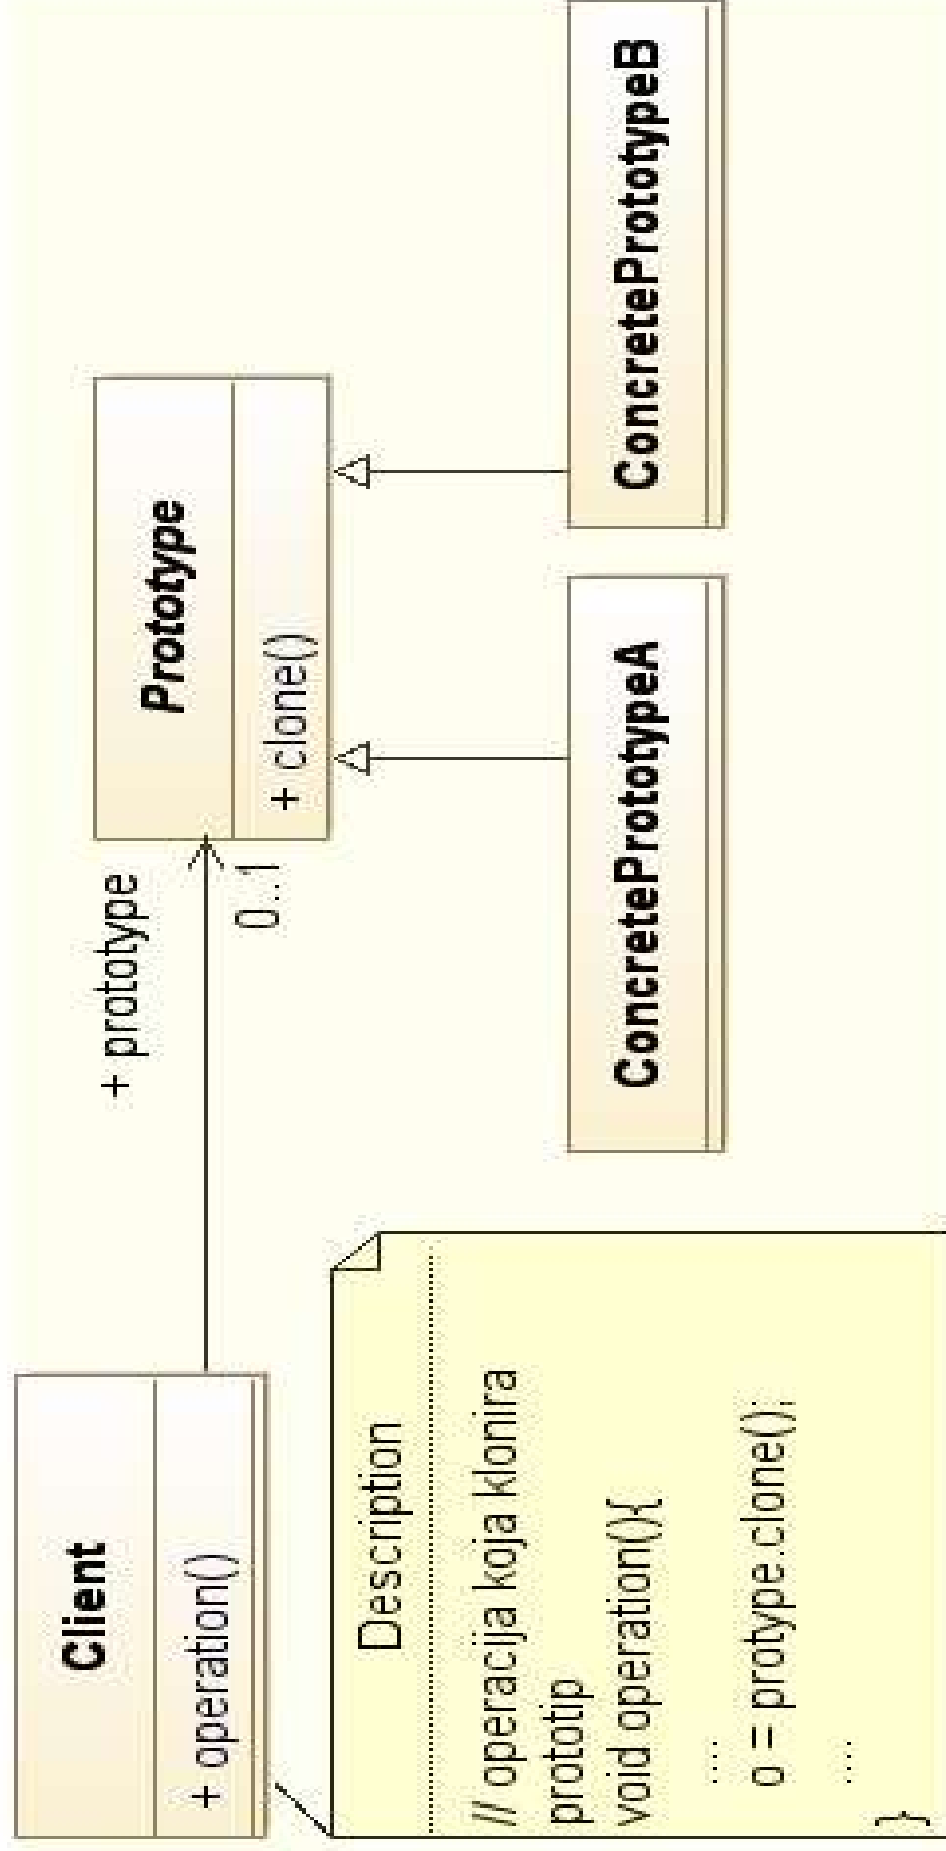 Client
+ operation()
+ prototype
0..1
Prototype
+ clone()
Description
// operacija koja klonira
prototip
void operation(){
....
o = protype.clone();
....
}
ConcretePrototypeA
ConcretePrototypeB